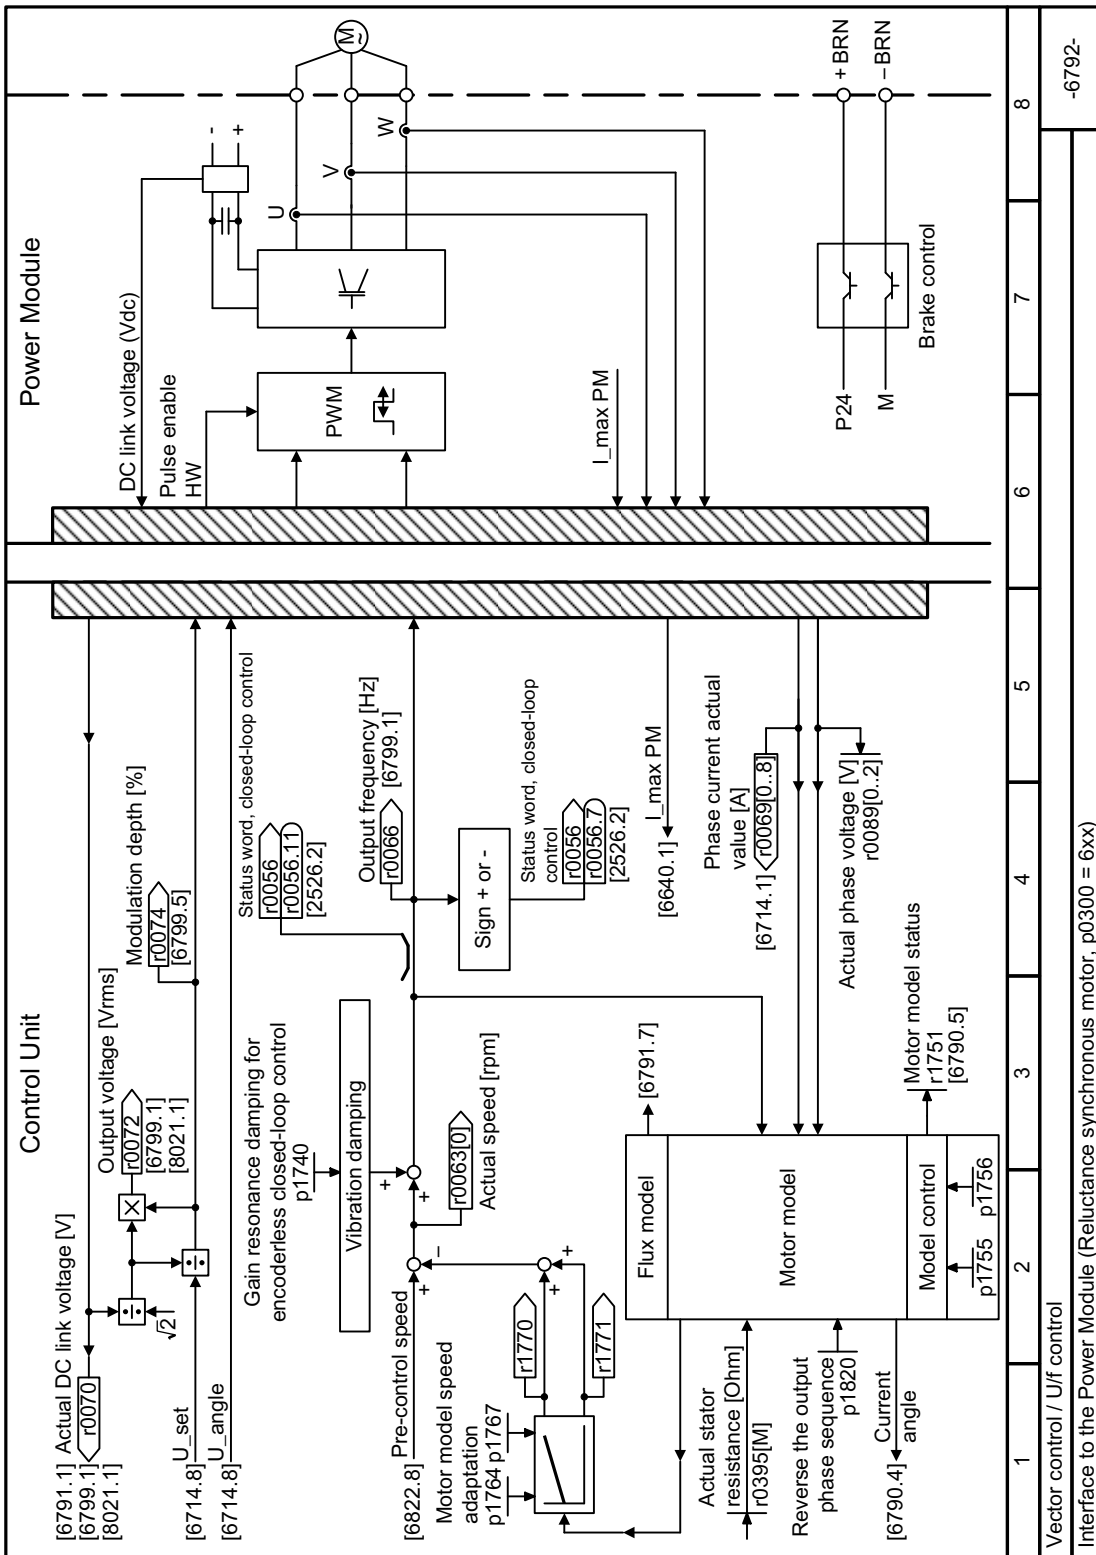 Control Unit
Power Module
[6791.1] Actual DC link voltage [V]
[6799.1] r0070
[8021.1]
√2
÷
×
÷
Output voltage [Vrms]
r0072
[6799.1]
[8021.1]
Modulation depth [%]
r0074
[6799.5]
[6714.8] U_set
[6714.8] U_angle
Gain resonance damping for
encoderless closed-loop control
p1740
Vibration damping
Status word, closed-loop control
r0056
r0056.11
[2526.2]
Output frequency [Hz]
r0066
[6799.1]
[6822.8] Pre-control speed
+
–
+
+
r0063[0]
Actual speed [rpm]
Sign + or -
Status word, closed-loop
control
r0056
r0056.7
[2526.2]
Motor model speed
adaptation
p1764 p1767
r1770
r1771
+
+
I_max PM
[6640.1]
Phase current actual
value [A]
[6714.1] r0069[0..8]
Actual phase voltage [V]
r0089[0..2]
Flux model
[6791.7]
Motor model
Model control
p1755
p1756
Motor model status
r1751
[6790.5]
Actual stator
resistance [Ohm]
r0395[M]
Reverse the output
phase sequence
p1820
[6790.4] Current
angle
DC link voltage (Vdc)
Pulse enable
HW
PWM
-
+
U
V
W
M
~
I_max PM
P24
M
Brake control
+ BRN
– BRN
1
2
3
4
5
6
7
8
Vector control / U/f control
Interface to the Power Module (Reluctance synchronous motor, p0300 = 6xx)
-6792-